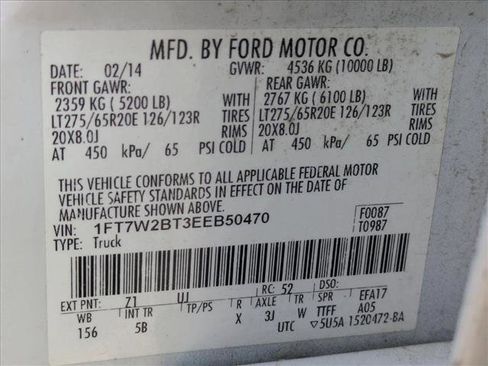 MFD. BY FORD MOTOR CO.
DATE: 02/14 GVWR: 4536 KG (10000 LB)
FRONT GAWR: REAR GAWR:
2359 KG ( 5200 LB) WITH 2767 KG ( 6100 LB) WITH
LT275/65R20E 126/123R TIRES LT275/65R20E 126/123R TIRES
20X8.0J RIMS 20X8.0J RIMS
AT 450 kPa/ 65 PSI COLD AT 450 kPa/ 65 PSI COLD
THIS VEHICLE CONFORMS TO ALL APPLICABLE FEDERAL MOTOR
VEHICLE SAFETY STANDARDS IN EFFECT ON THE DATE OF
MANUFACTURE SHOWN ABOVE.
VIN: 1FT7W2BT3EEB50470 F0087
TYPE: Truck T0987
EXT PNT: Z1 UJ RC: 52 DSO:
WB INT TR TP/PS R AXLE TR SPR EFA17
156 5B X 3J W TTFF A05
UTC ▽5U5A 1520472-BA